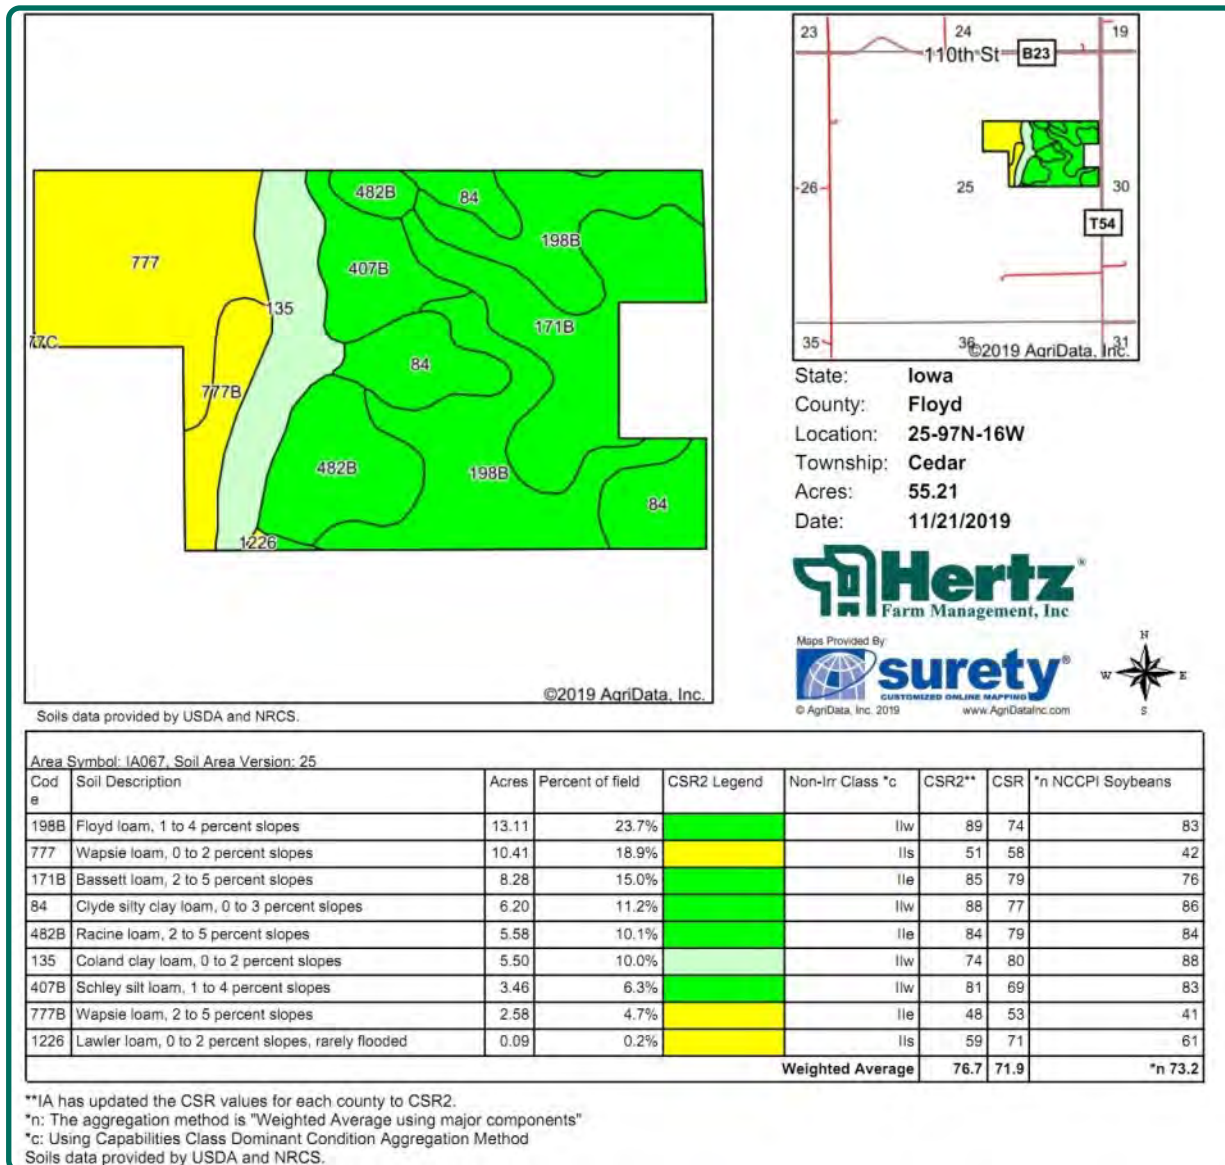 482B
84
198B
777
407B
135
171B
77C
84
777B
482B
198B
84
1226
©2019 AgriData, Inc.
Soils data provided by USDA and NRCS.
23
24
19
110th St
B23
26
25
30
T54
35
36
31
©2019 AgriData, Inc.
State: Iowa
County: Floyd
Location: 25-97N-16W
Township: Cedar
Acres: 55.21
Date: 11/21/2019
Hertz®
Farm Management, Inc
Maps Provided By
surety®
CUSTOMIZED ONLINE MAPPING
© AgriData, Inc. 2019 www.AgriDataInc.com
N
W E
S
Area Symbol: IA067, Soil Area Version: 25
Cod
e Soil Description Acres Percent of field CSR2 Legend Non-Irr Class *c CSR2** CSR *n NCCPI Soybeans
198B Floyd loam, 1 to 4 percent slopes 13.11 23.7% IIw 89 74 83
777 Wapsie loam, 0 to 2 percent slopes 10.41 18.9% IIs 51 58 42
171B Bassett loam, 2 to 5 percent slopes 8.28 15.0% IIe 85 79 76
84 Clyde silty clay loam, 0 to 3 percent slopes 6.20 11.2% IIw 88 77 86
482B Racine loam, 2 to 5 percent slopes 5.58 10.1% IIe 84 79 84
135 Coland clay loam, 0 to 2 percent slopes 5.50 10.0% IIw 74 80 88
407B Schley silt loam, 1 to 4 percent slopes 3.46 6.3% IIw 81 69 83
777B Wapsie loam, 2 to 5 percent slopes 2.58 4.7% IIe 48 53 41
1226 Lawler loam, 0 to 2 percent slopes, rarely flooded 0.09 0.2% IIs 59 71 61
Weighted Average 76.7 71.9 *n 73.2
**IA has updated the CSR values for each county to CSR2.
*n: The aggregation method is "Weighted Average using major components"
*c: Using Capabilities Class Dominant Condition Aggregation Method
Soils data provided by USDA and NRCS.